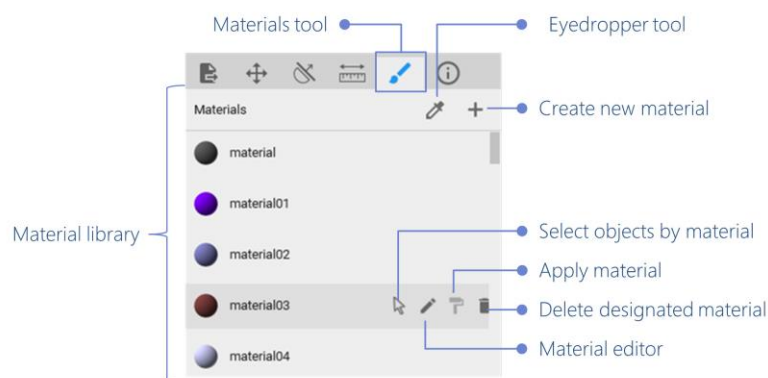 Materials tool
Eyedropper tool
Materials
Create new material
material
material01
Material library
material02
Select objects by material
Apply material
material03
Delete designated material
Material editor
material04